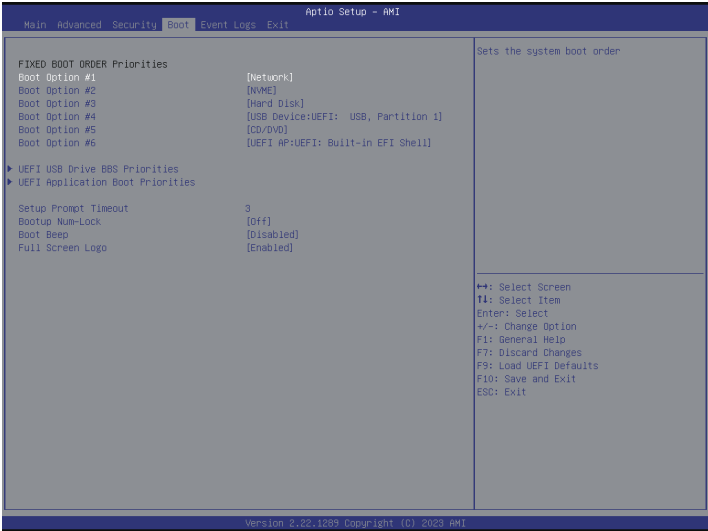 Aptio Setup - AMI
Main Advanced Security Boot Event Logs Exit
FIXED BOOT ORDER Priorities
Boot Option #1 [Network]
Boot Option #2 [NVME]
Boot Option #3 [Hard Disk]
Boot Option #4 [USB Device:UEFI: USB, Partition 1]
Boot Option #5 [CD/DVD]
Boot Option #6 [UEFI AP:UEFI: Built-in EFI Shell]
UEFI USB Drive BBS Priorities
UEFI Application Boot Priorities
Setup Prompt Timeout 3
Bootup Num-Lock [Off]
Boot Beep [Disabled]
Full Screen Logo [Enabled]
Sets the system boot order
↔: Select Screen
↑↓: Select Item
Enter: Select
+/-: Change Option
F1: General Help
F7: Discard Changes
F9: Load UEFI Defaults
F10: Save and Exit
ESC: Exit
Version 2.22.1289 Copyright (C) 2023 AMI